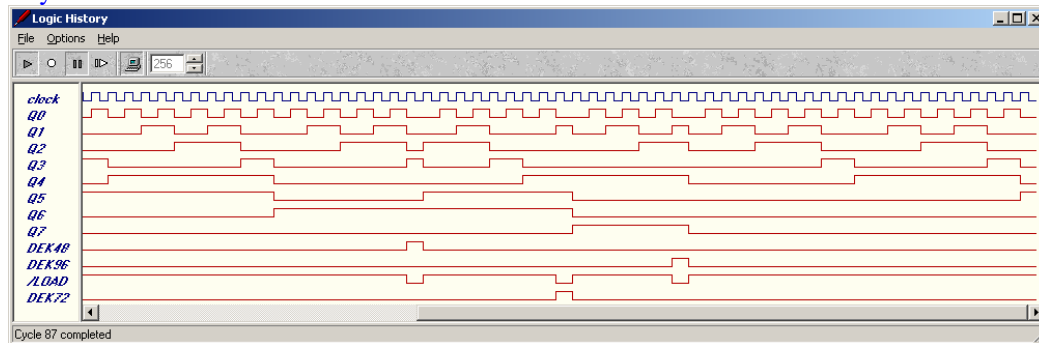 Logic History
File Options Help
256
clock
Q0
Q1
Q2
Q3
Q4
Q5
Q6
Q7
DEK48
DEK96
/LOAD
DEK72
Cycle 87 completed